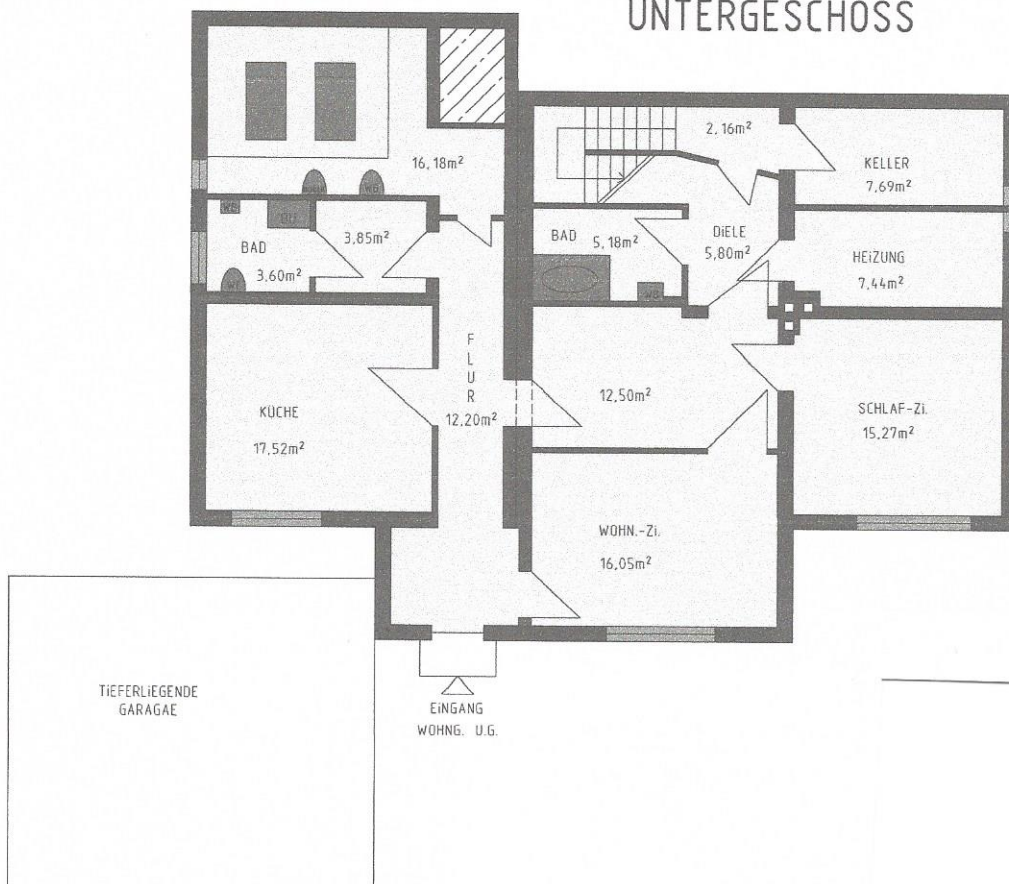 UNTERGESCHOSS
16,18m²
2,16m²
KELLER
7,69m²
BAD
3,60m²
3,85m²
BAD
5,18m²
DiELE
5,80m²
HEiZUNG
7,44m²
F
L
U
R
12,20m²
12,50m²
KÜCHE
17,52m²
SCHLAF-Zi.
15,27m²
WOHN.-Zi.
16,05m²
TiEFERLiEGENDE
GARAGAE
EiNGANG
WOHNG. U.G.